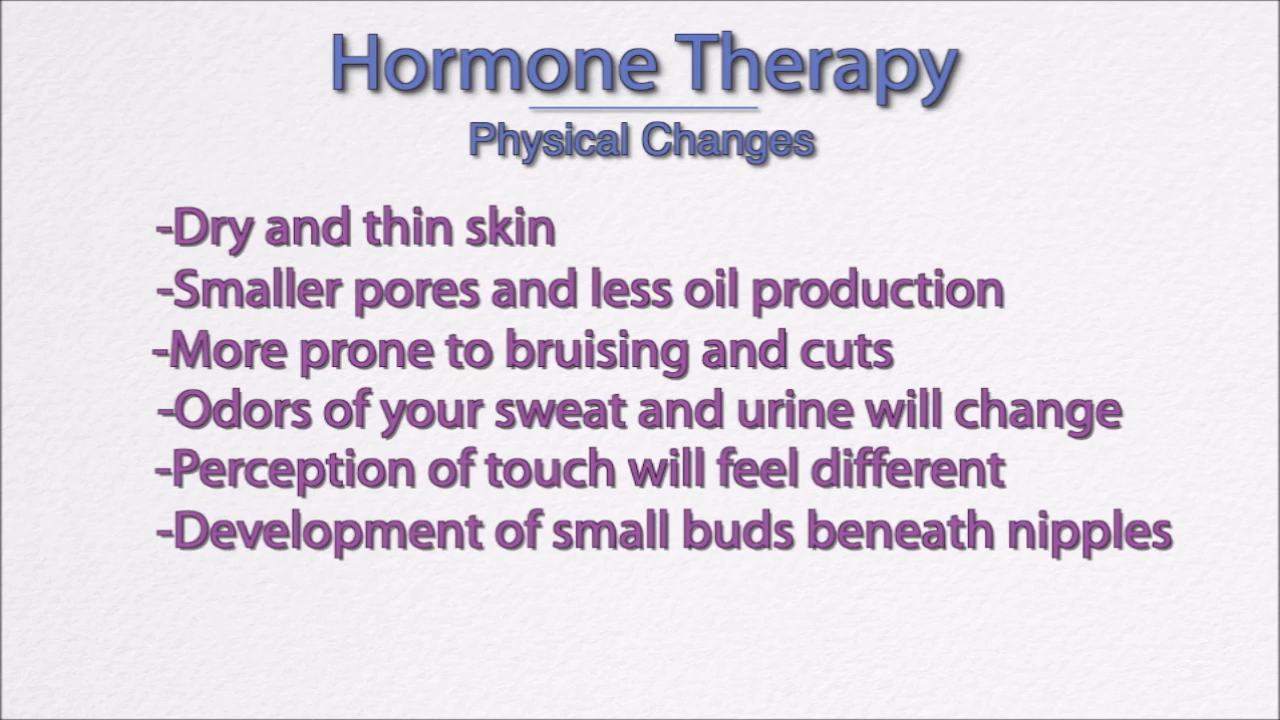 Hormone Therapy
Physical Changes
-Dry and thin skin
-Smaller pores and less oil production
-More prone to bruising and cuts
-Odors of your sweat and urine will change
-Perception of touch will feel different
-Development of small buds beneath nipples